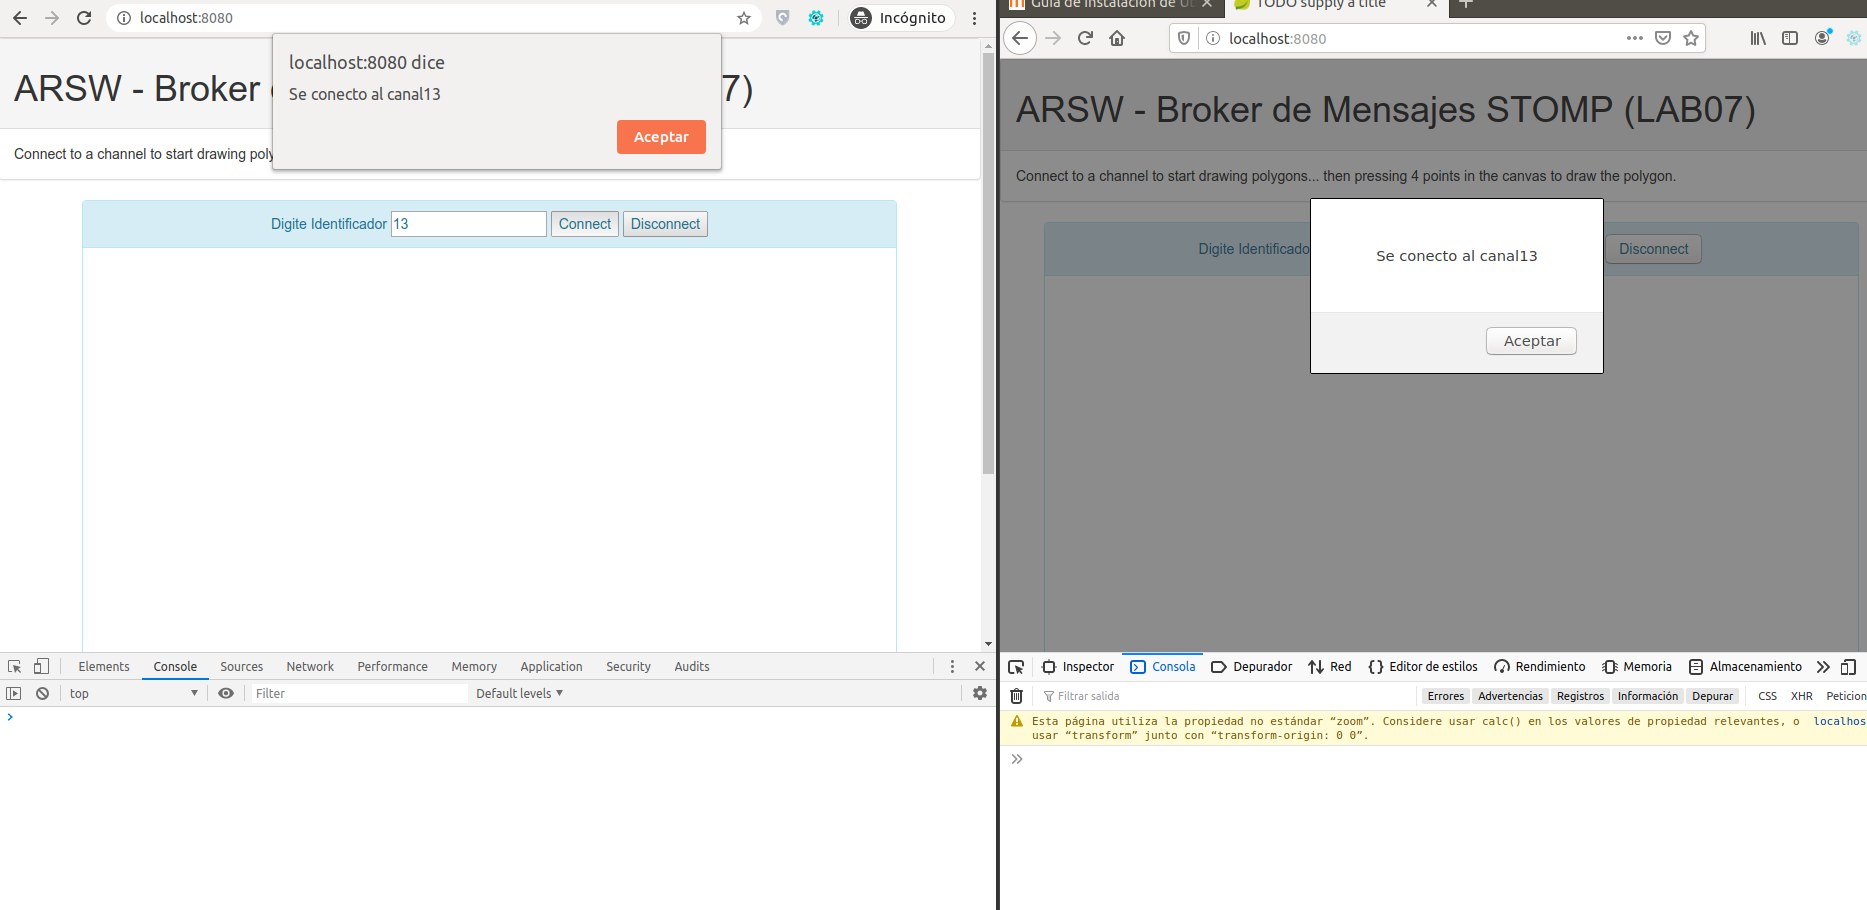 localhost:8080
Incógnito
localhost:8080 dice
Se conecto al canal13
Aceptar
ARSW - Broker
7)
Connect to a channel to start drawing poly
Digite Identificador 13 Connect Disconnect
Elements Console Sources Network Performance Memory Application Security Audits
top Filter Default levels
Guía de instalación de Ub
TODO supply a title
localhost:8080
ARSW - Broker de Mensajes STOMP (LAB07)
Connect to a channel to start drawing polygons... then pressing 4 points in the canvas to draw the polygon.
Digite Identificado
Disconnect
Se conecto al canal13
Aceptar
Inspector Consola Depurador Red Editor de estilos Rendimiento Memoria Almacenamiento
Filtrar salida Errores Advertencias Registros Información Depurar CSS XHR Peticion
Esta página utiliza la propiedad no estándar “zoom”. Considere usar calc() en los valores de propiedad relevantes, o localhos
usar “transform” junto con “transform-origin: 0 0”.